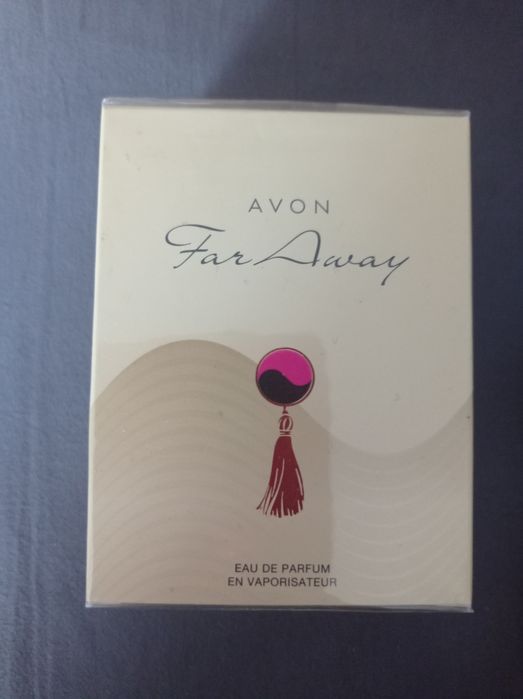 AVON
Far Away
EAU DE PARFUM
EN VAPORISATEUR